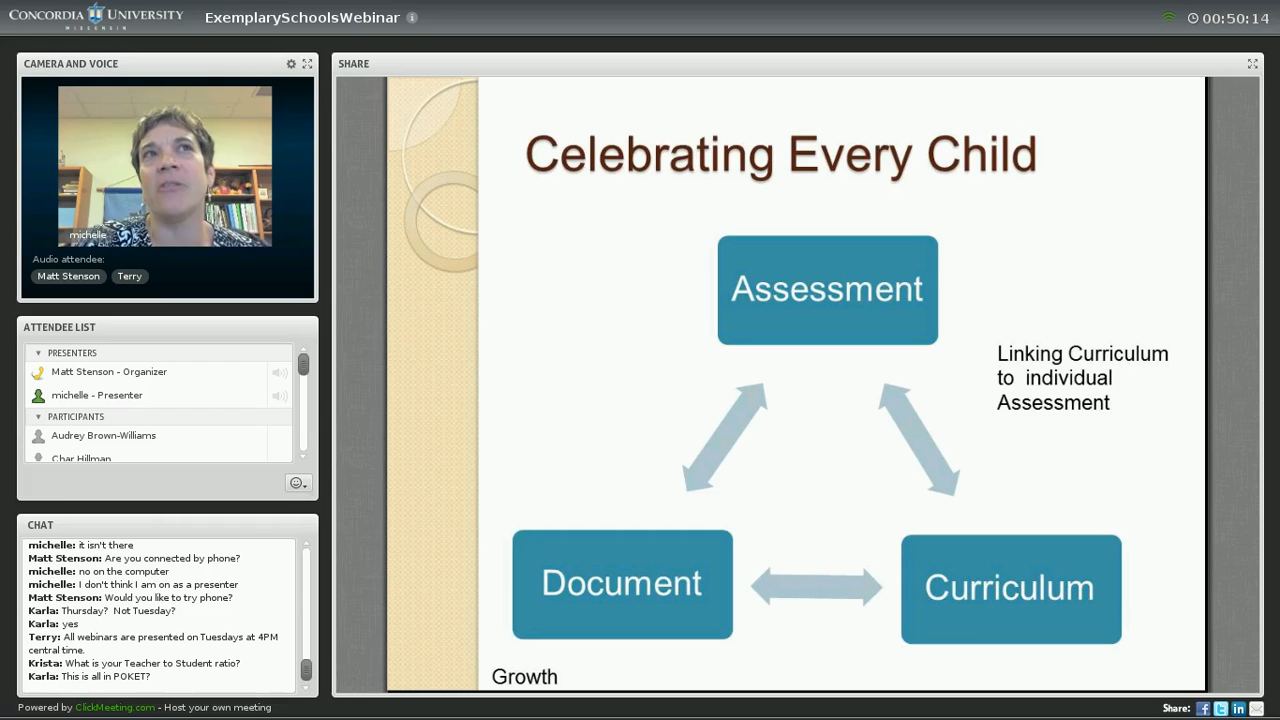 CONCORDIA UNIVERSITY
WISCONSIN
ExemplarySchoolsWebinar
00:50:14
CAMERA AND VOICE
michelle
Audio attendee:
Matt Stenson
Terry
ATTENDEE LIST
PRESENTERS
Matt Stenson - Organizer
michelle - Presenter
PARTICIPANTS
Audrey Brown-Williams
Char Hillman
CHAT
michelle: it isn't there
Matt Stenson: Are you connected by phone?
michelle: no on the computer
michelle: I don't think I am on as a presenter
Matt Stenson: Would you like to try phone?
Karla: Thursday?  Not Tuesday?
Karla: yes
Terry: All webinars are presented on Tuesdays at 4PM
central time.
Krista: What is your Teacher to Student ratio?
Karla: This is all in POKET?
SHARE
Celebrating Every Child
Assessment
Linking Curriculum
to individual
Assessment
Document
Curriculum
Growth
Powered by ClickMeeting.com - Host your own meeting
Share: